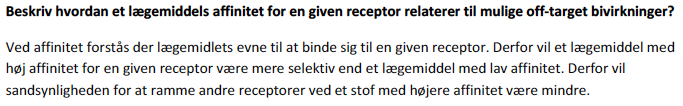 Beskriv hvordan et lægemiddels affinitet for en given receptor relaterer til mulige off-target bivirkninger?
Ved affinitet forstås der lægemidlets evne til at binde sig til en given receptor. Derfor vil et lægemiddel med
høj affinitet for en given receptor være mere selektiv end et lægemiddel med lav affinitet. Derfor vil
sandsynligheden for at ramme andre receptorer ved et stof med højere affinitet være mindre.